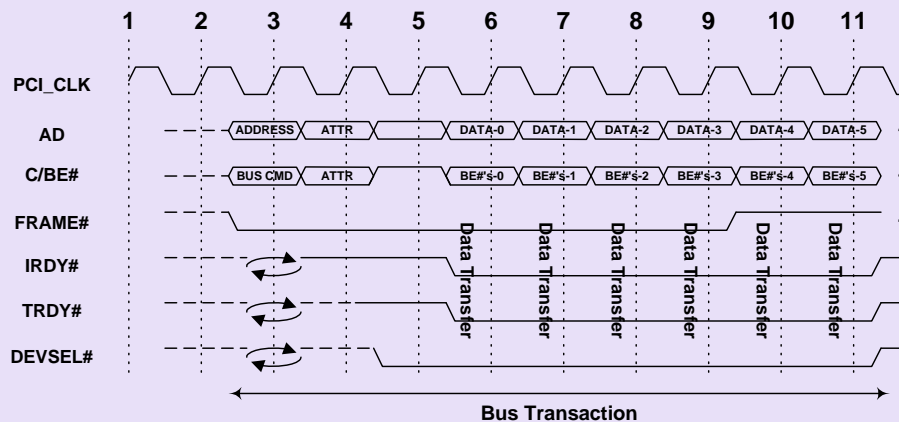 1 2 3 4 5 6 7 8 9 10 11
PCI_CLK
AD ADDRESS ATTR DATA-0 DATA-1 DATA-2 DATA-3 DATA-4 DATA-5
C/BE# BUS CMD ATTR BE#'s-0 BE#'s-1 BE#'s-2 BE#'s-3 BE#'s-4 BE#'s-5
FRAME#
IRDY#
TRDY#
DEVSEL#
Data Transfer
Data Transfer
Data Transfer
Data Transfer
Data Transfer
Data Transfer
Bus Transaction